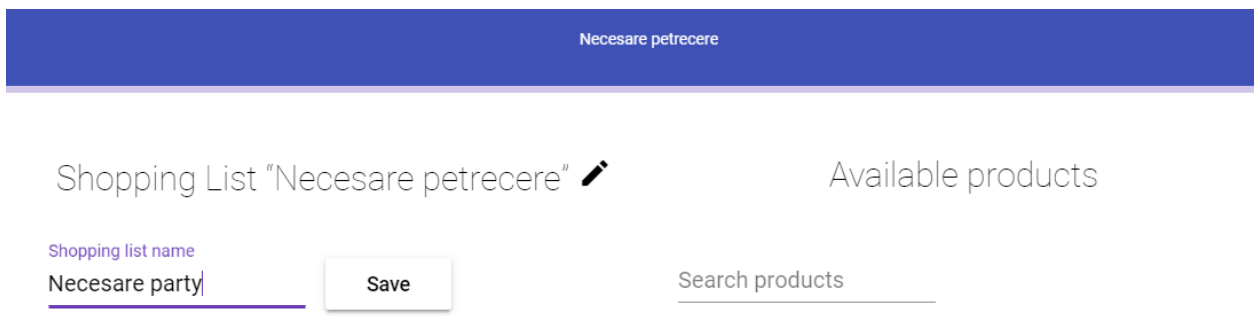 Necesare petrecere
Shopping List “Necesare petrecere”
Available products
Shopping list name
Necesare party
Save
Search products